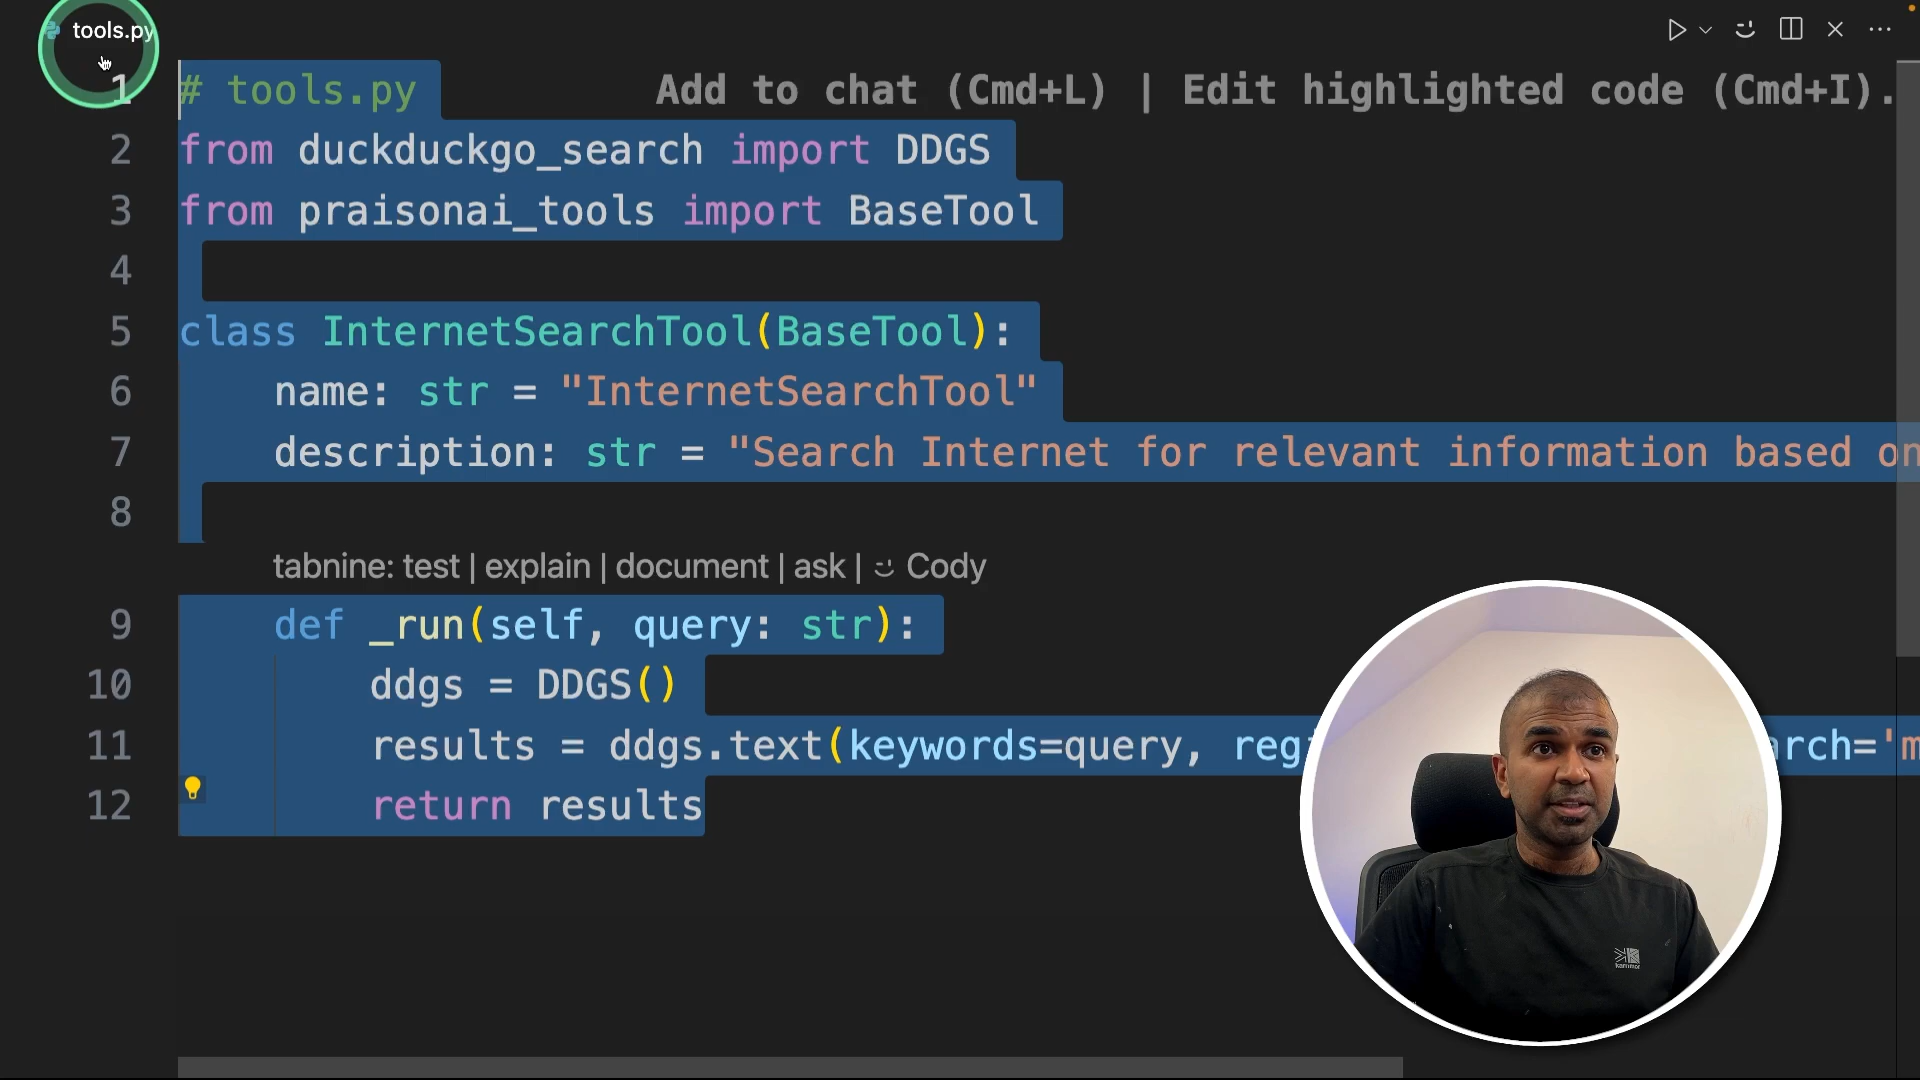 tools.py
1 # tools.py Add to chat (Cmd+L) | Edit highlighted code (Cmd+I).
2 from duckduckgo_search import DDGS
3 from praisonai_tools import BaseTool
4
5 class InternetSearchTool(BaseTool):
6 name: str = "InternetSearchTool"
7 description: str = "Search Internet for relevant information based on
8
tabnine: test | explain | document | ask | Cody
9 def _run(self, query: str):
10 ddgs = DDGS()
11 results = ddgs.text(keywords=query,
12 return results